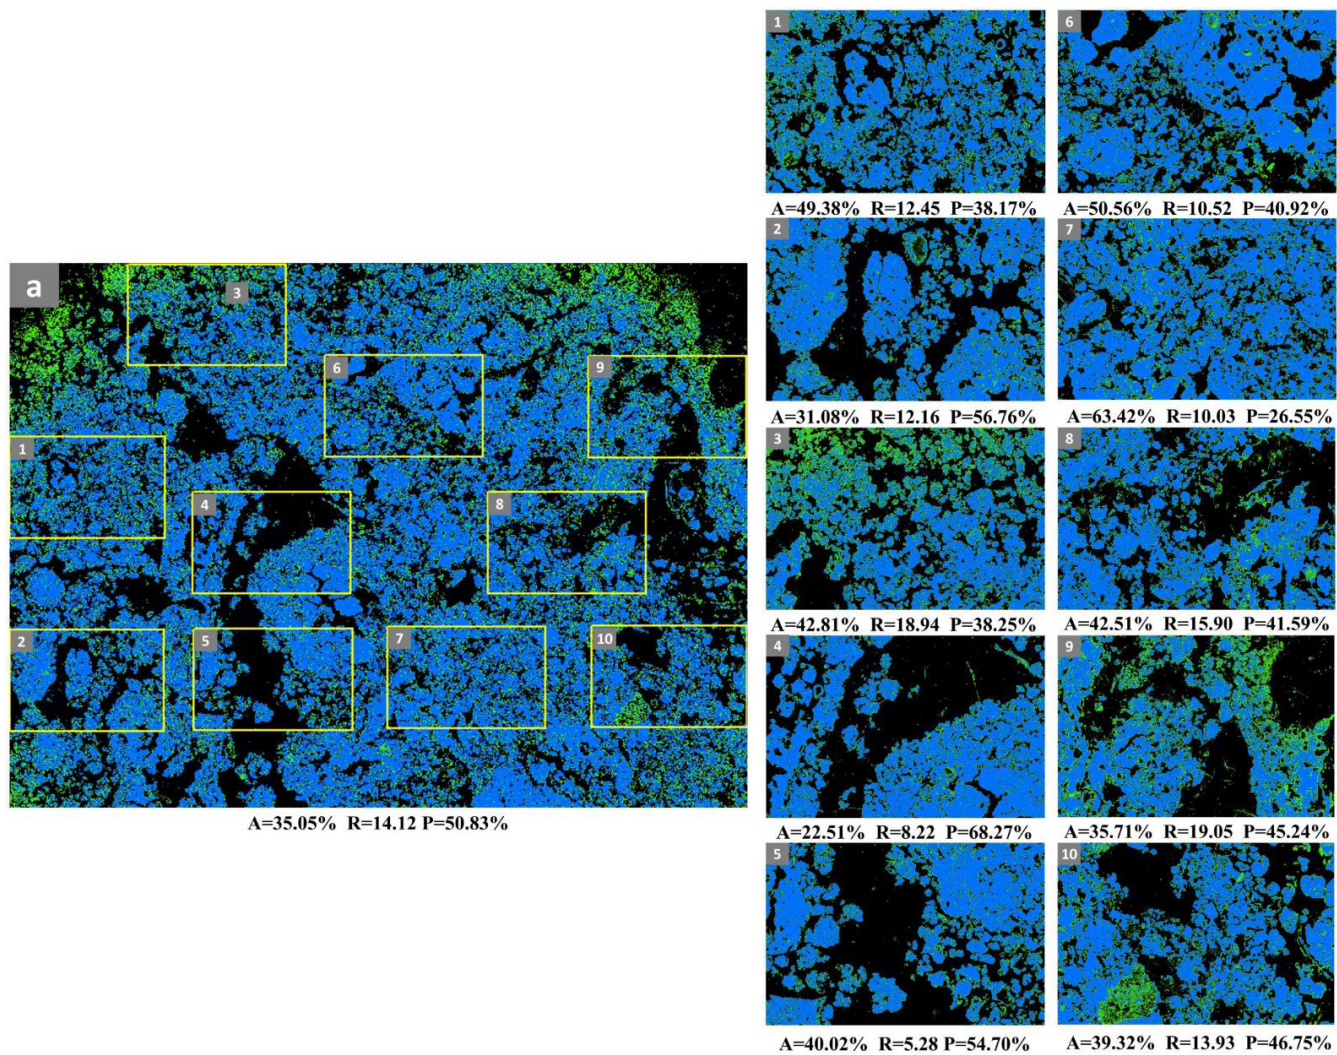 1
6
A=49.38% R=12.45 P=38.17%
A=50.56% R=10.52 P=40.92%
2
7
a
3
6
9
1
4
8
2
5
7
10
A=35.05% R=14.12 P=50.83%
A=31.08% R=12.16 P=56.76%
A=63.42% R=10.03 P=26.55%
3
8
A=42.81% R=18.94 P=38.25%
A=42.51% R=15.90 P=41.59%
4
9
A=22.51% R=8.22 P=68.27%
A=35.71% R=19.05 P=45.24%
5
10
A=40.02% R=5.28 P=54.70%
A=39.32% R=13.93 P=46.75%